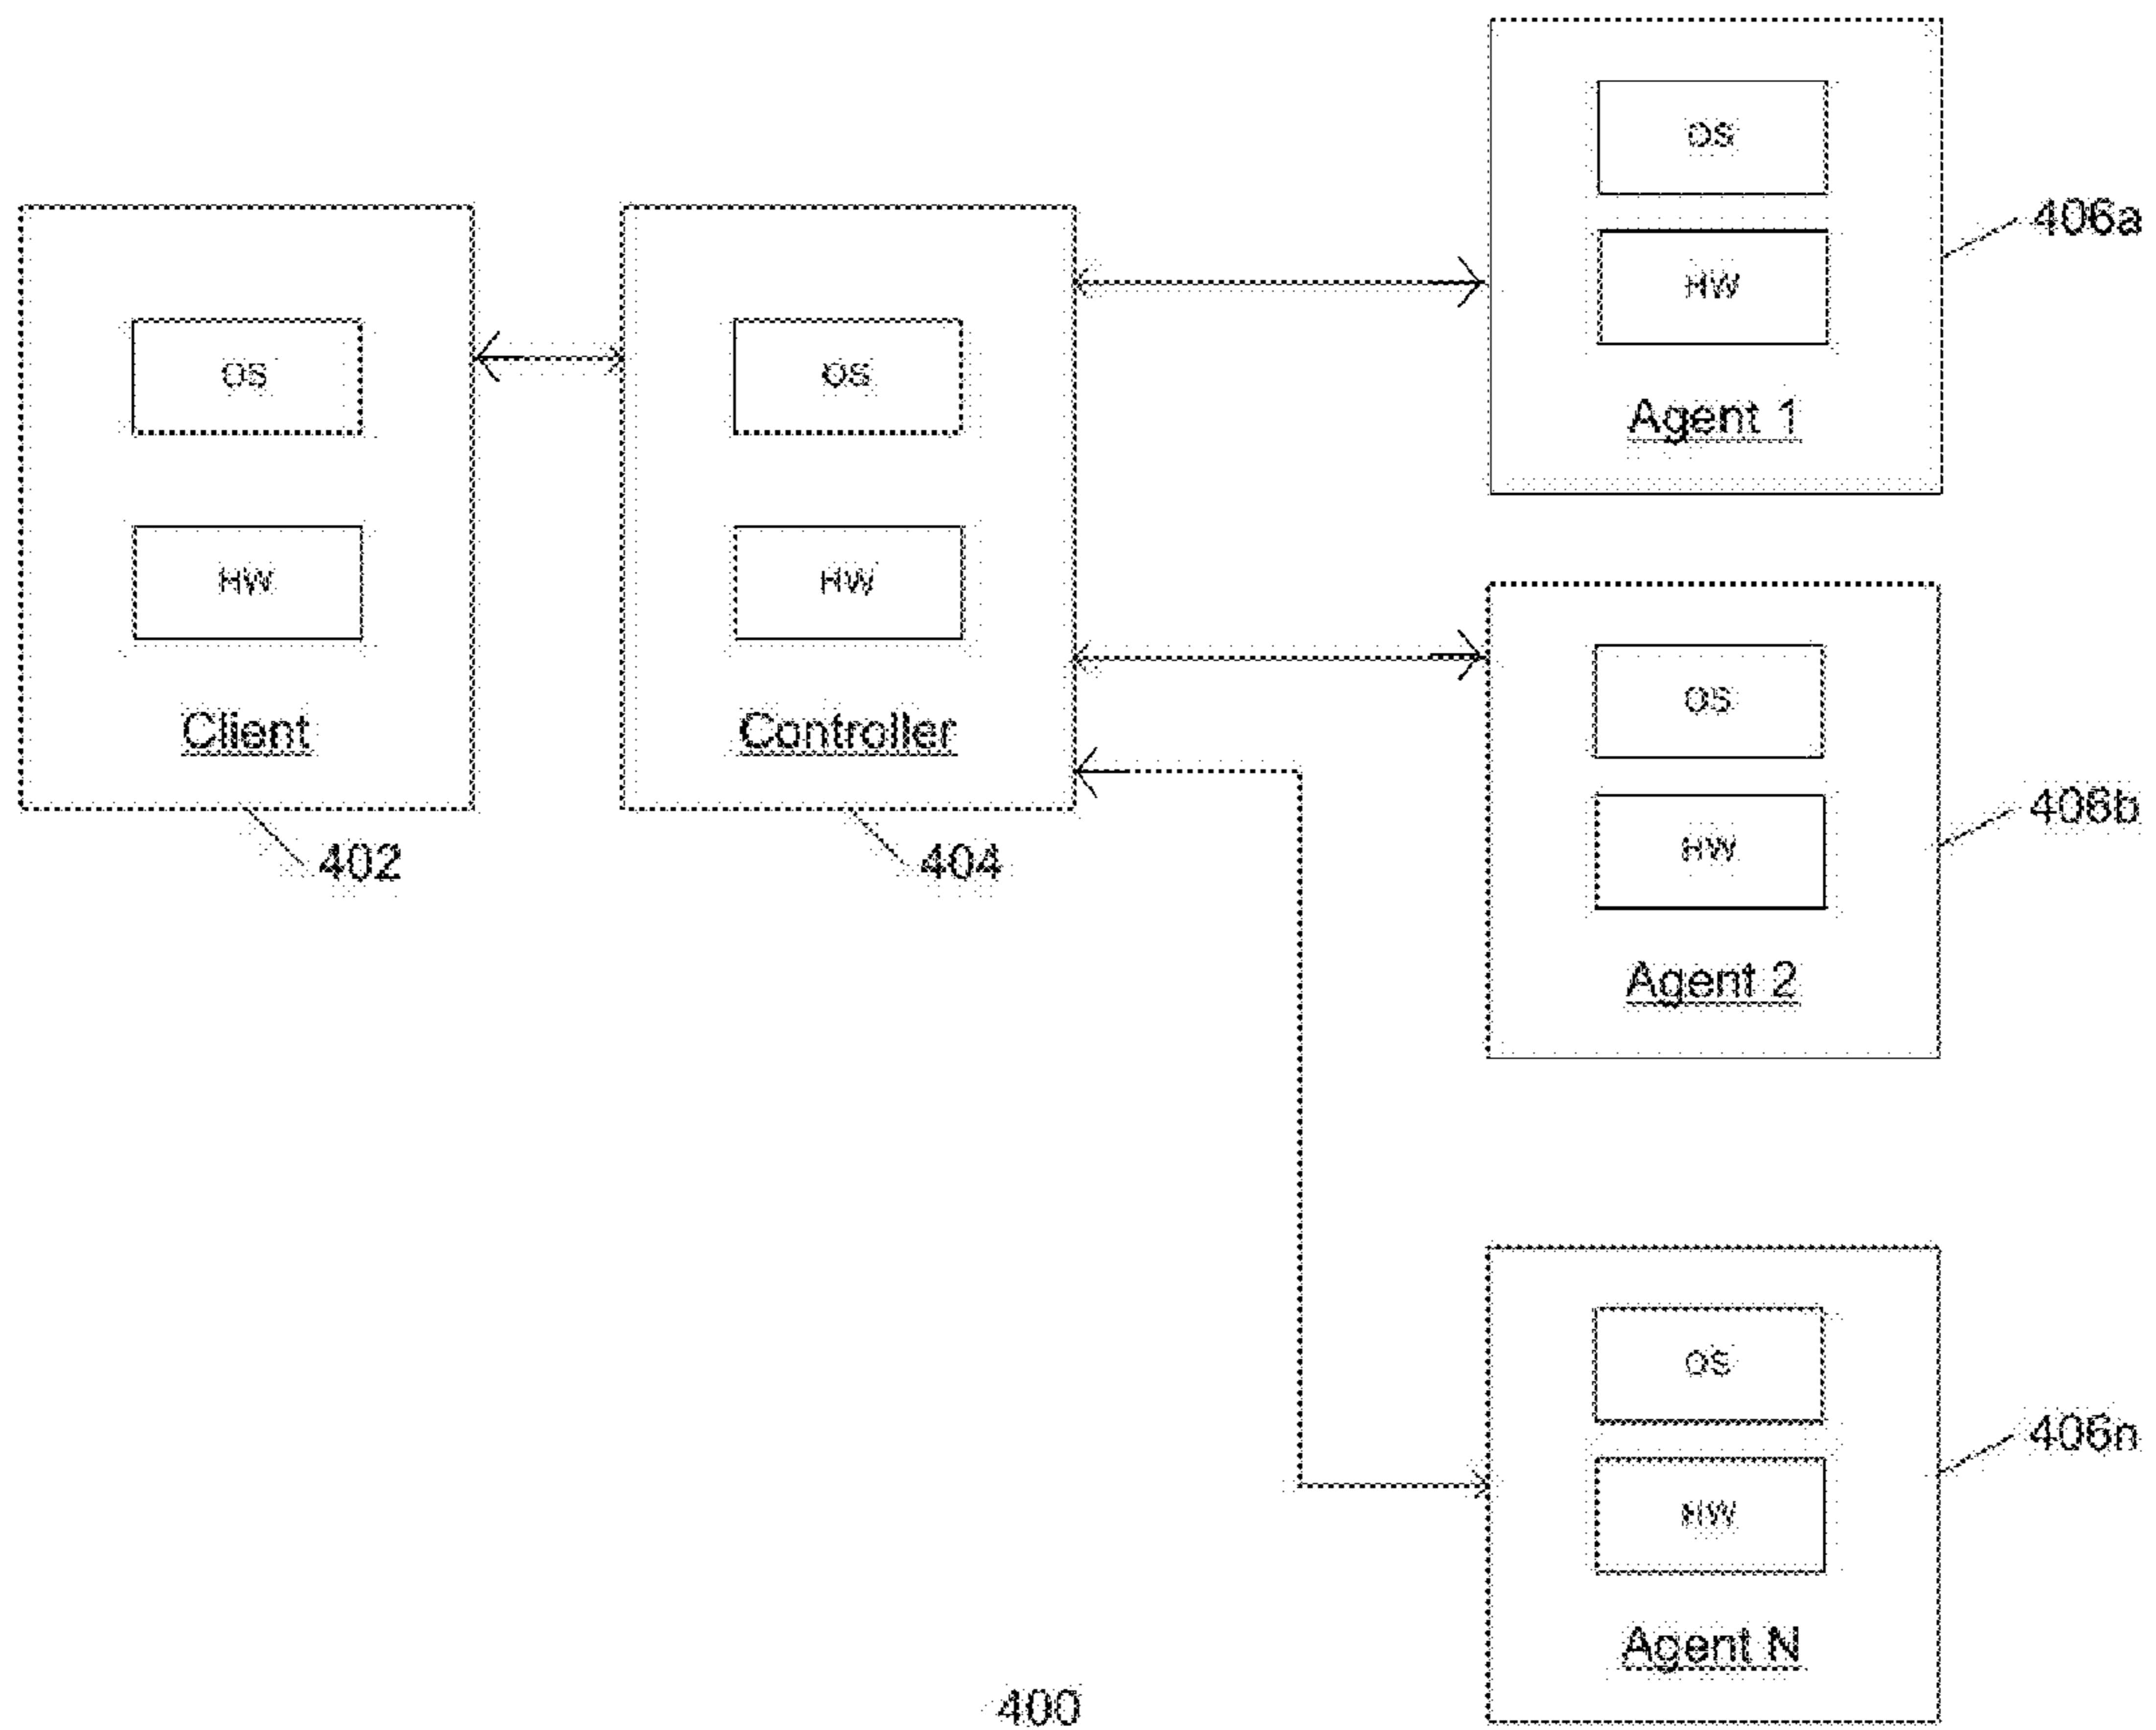 OS
HW
Client
402
OS
HW
Controller
404
OS
HW
Agent 1
406a
OS
HW
Agent 2
406b
OS
HW
Agent N
406n
400